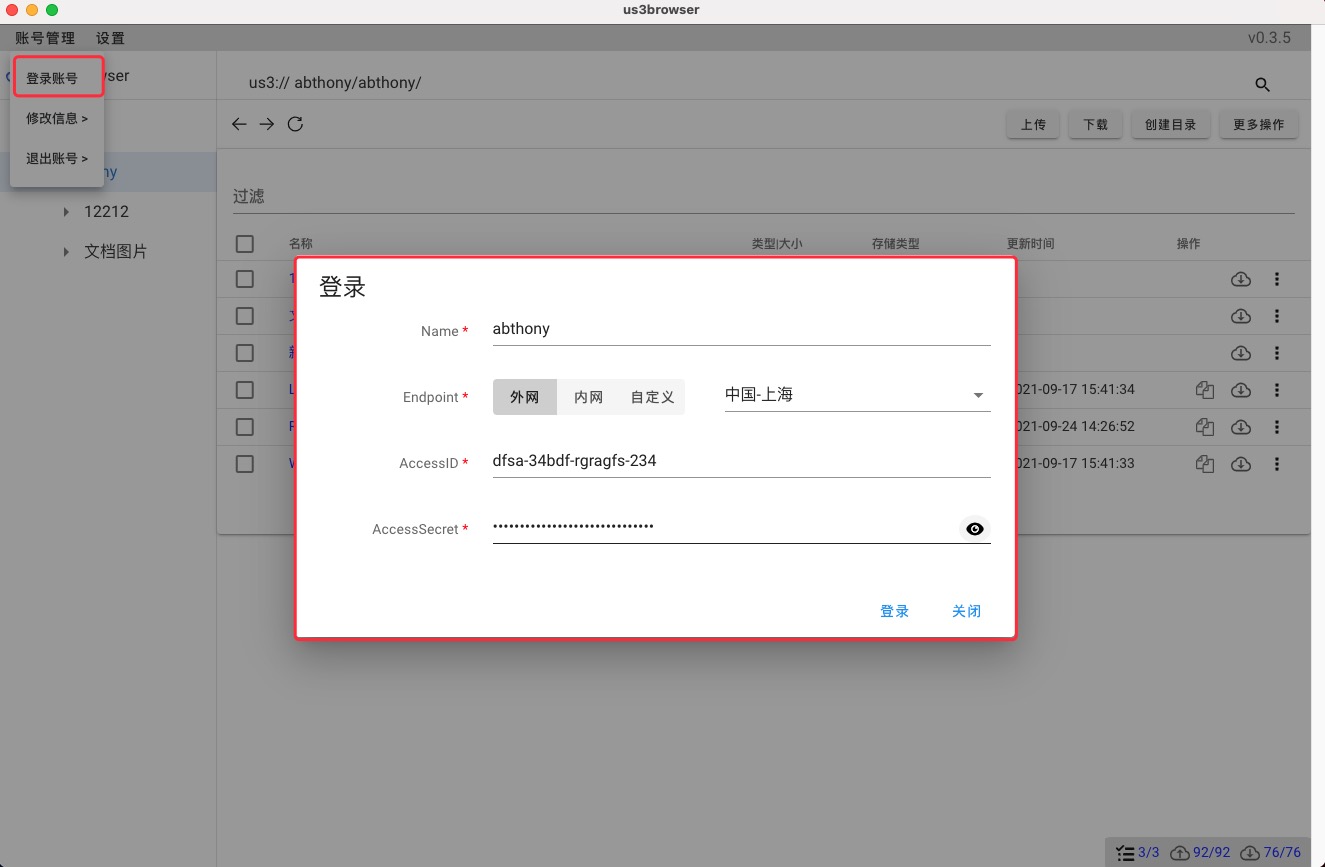 us3browser
账号管理 设置 v0.3.5
登录账号
修改信息 >
退出账号 >
us3:// abthony/abthony/
上传 下载 创建目录 更多操作
12212
文档图片
过滤
名称 类型|大小 存储类型 更新时间 操作
登录
Name * abthony
Endpoint * 外网 内网 自定义 中国-上海
AccessID * dfsa-34bdf-rgragfs-234
AccessSecret * ••••••••••••••••••••••••••••••
登录 关闭
021-09-17 15:41:34
021-09-24 14:26:52
021-09-17 15:41:33
3/3 92/92 76/76